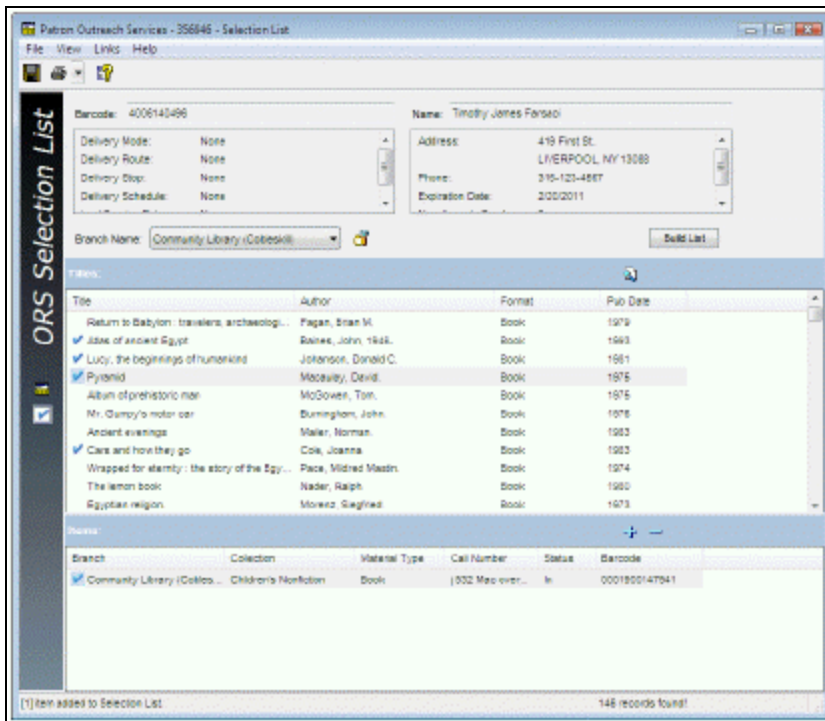 Patron Outreach Services - 356946 - Selection List
File View Links Help
ORS Selection List
Barcode: 4006140496 Name: Timothy James
Delivery Mode: None Address: 419 First St.
Delivery Route: None LIVERPOOL, NY 13088
Delivery Stop: None Phone: 315-123-4567
Delivery Schedule: None Expiration Date: 2/20/2011
Branch Name: Community Library (Cobleskill) Build List
Titles:
Title Author Format Pub Date
Return to Babylon : travelers, archaeologi... Fagan, Brian M. Book 1979
Atlas of ancient Egypt Baines, John, 1946. Book
Lucy, the beginnings of humankind Johanson, Donald C. Book 1981
Pyramid Macaulay, David. Book 1975
Album of prehistoric man McGowen, Tom. Book 1975
Mr. Gumpy's motor car Burningham, John. Book
Ancient evenings Mailer, Norman. Book 1983
Cars and how they go Cole, Joanna. Book 1983
Wrapped for eternity : the story of the Egy... Pace, Mildred Mastin. Book 1974
The lemon book Nader, Ralph. Book 1980
Egyptian religion. Morenz, Siegfried. Book 1973
Items:
Branch Collection Material Type Call Number Status Barcode
Community Library (Cobles... Children's Nonfiction Book j 932 Mac over... In
[1] item added to Selection List. 146 records found!